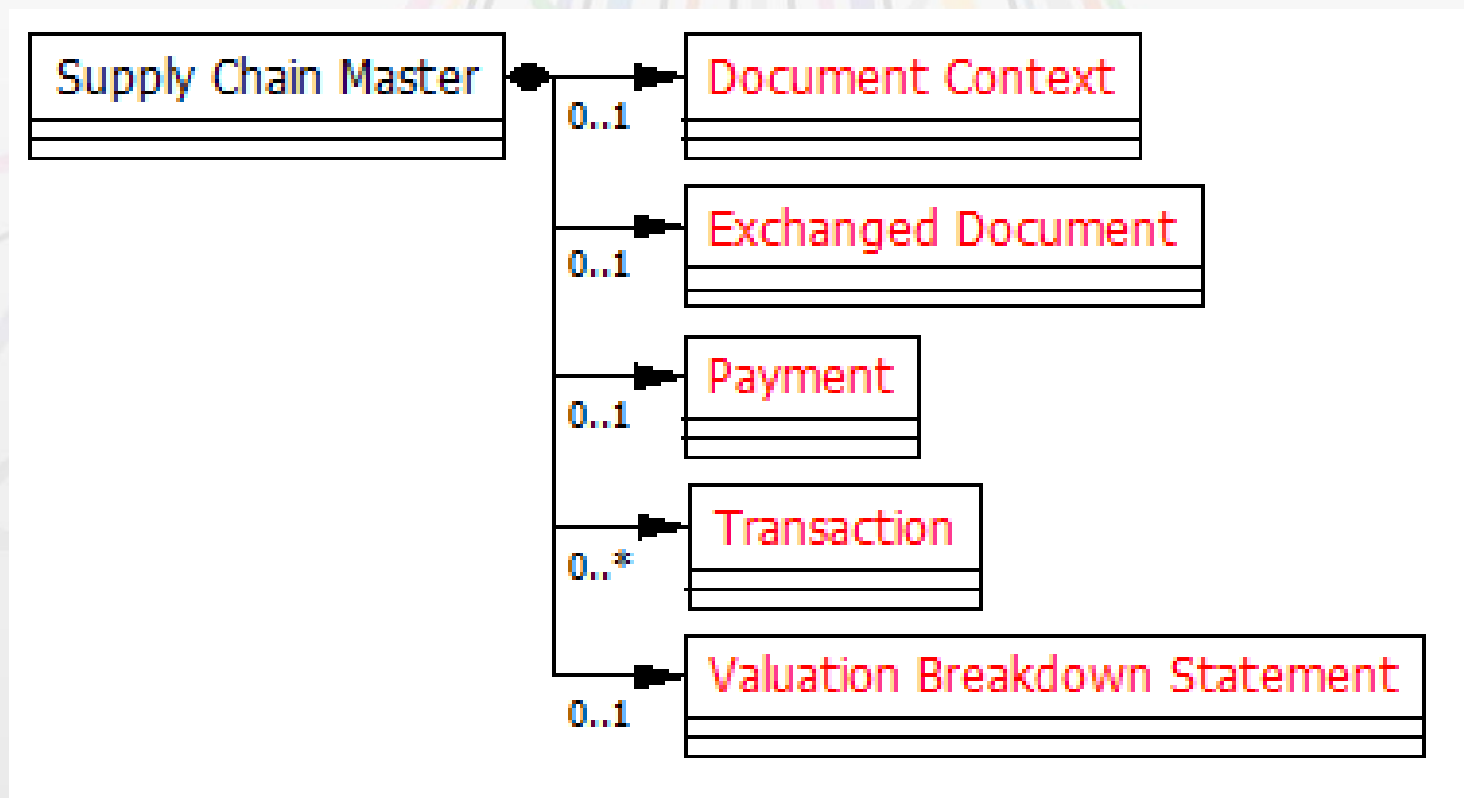 Supply Chain Master
Document Context
0..1
Exchanged Document
0..1
Payment
0..1
Transaction
0..*
Valuation Breakdown Statement
0..1